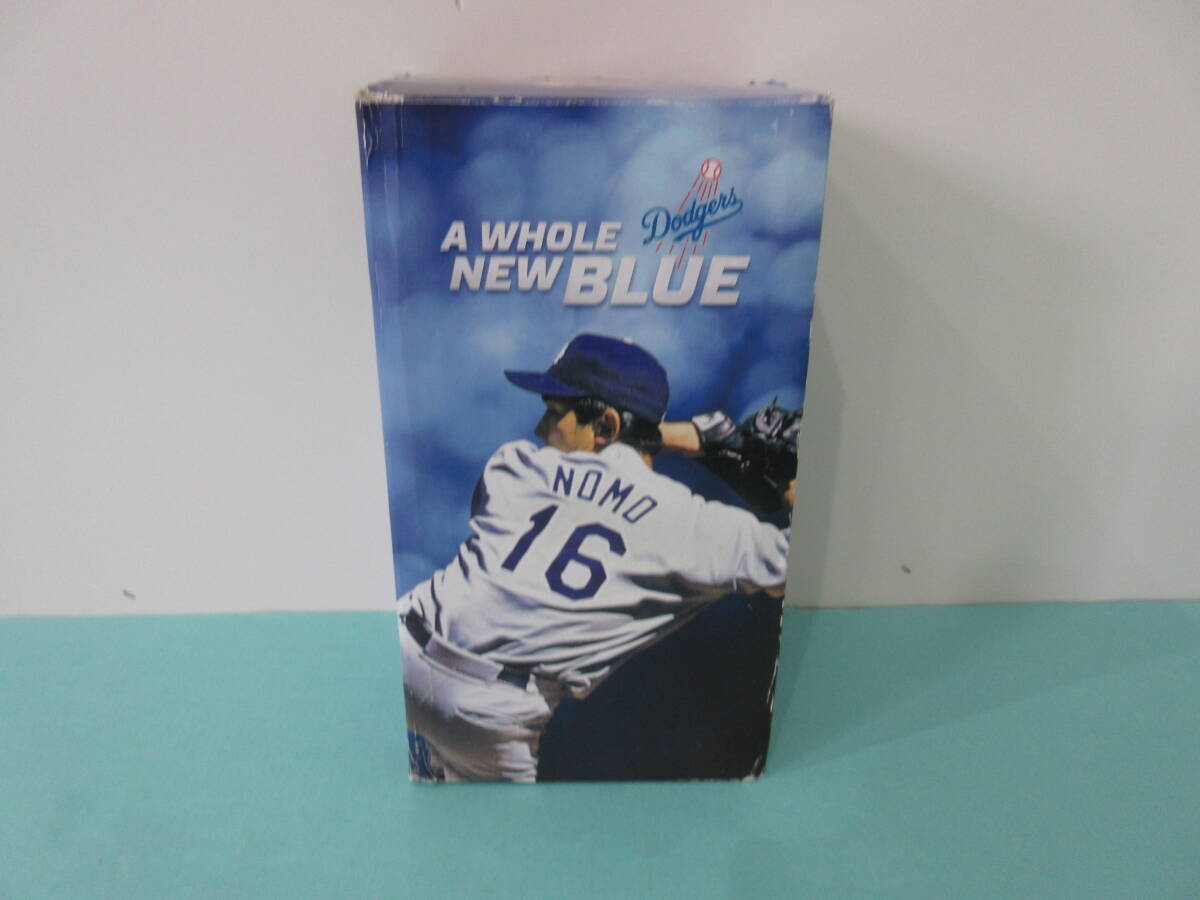 Dodgers
A WHOLE
NEW BLUE
NOMO
16